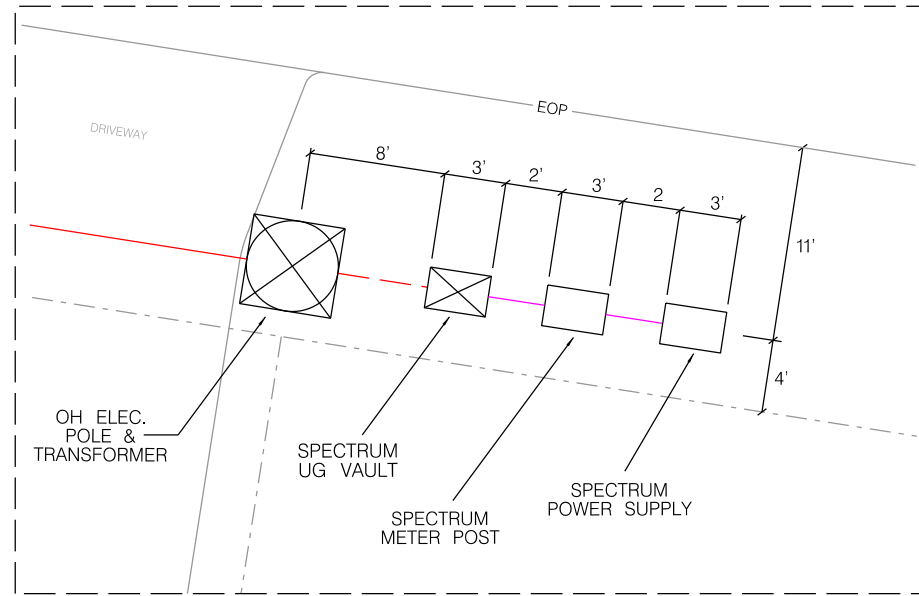 EOP
DRIVEWAY
8'
3'
2'
3'
2
3'
11'
4'
OH ELEC.
POLE &
TRANSFORMER
SPECTRUM
UG VAULT
SPECTRUM
METER POST
SPECTRUM
POWER SUPPLY